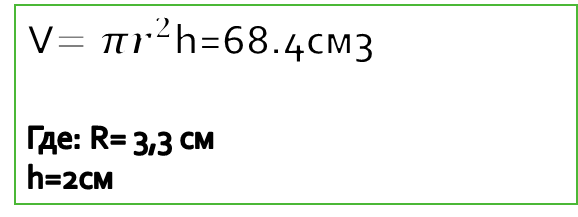 V= πr²h=68.4см3
Где: R= 3,3 см
h=2см